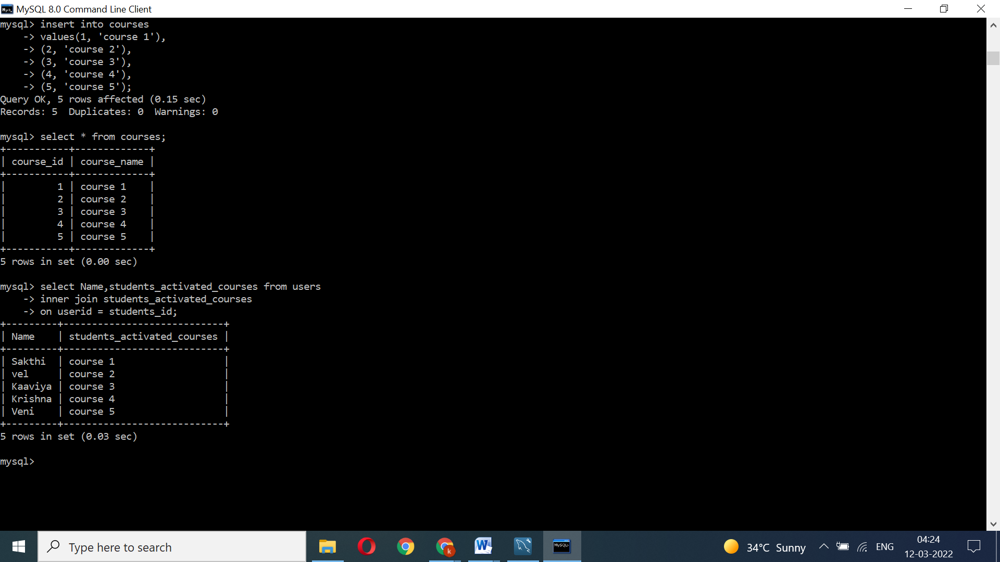 MySQL 8.0 Command Line Client
mysql> insert into courses
    -> values(1, 'course 1'),
    -> (2, 'course 2'),
    -> (3, 'course 3'),
    -> (4, 'course 4'),
    -> (5, 'course 5');
Query OK, 5 rows affected (0.15 sec)
Records: 5  Duplicates: 0  Warnings: 0
mysql> select * from courses;
+-----------+-------------+
| course_id | course_name |
+-----------+-------------+
|         1 | course 1    |
|         2 | course 2    |
|         3 | course 3    |
|         4 | course 4    |
|         5 | course 5    |
+-----------+-------------+
5 rows in set (0.00 sec)
mysql> select Name,students_activated_courses from users
    -> inner join students_activated_courses
    -> on userid = students_id;
+---------+----------------------------+
| Name    | students_activated_courses |
+---------+----------------------------+
| Sakthi  | course 1                   |
| vel     | course 2                   |
| Kaaviya | course 3                   |
| Krishna | course 4                   |
| Veni    | course 5                   |
+---------+----------------------------+
5 rows in set (0.03 sec)
mysql>
Type here to search
k
W
MySQL>
34°C Sunny
ENG
04:24
12-03-2022